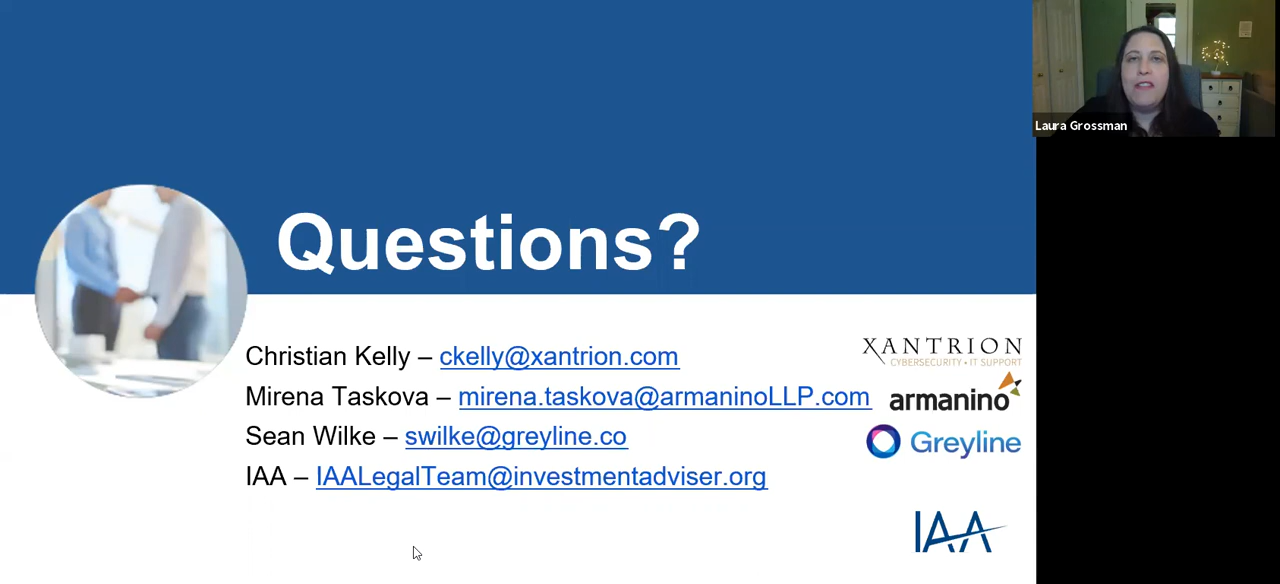 Laura Grossman
Questions?
Christian Kelly – ckelly@xantrion.com
Mirena Taskova – mirena.taskova@armaninoLLP.com
Sean Wilke – swilke@greyline.co
IAA – IAALegalTeam@investmentadviser.org
XANTRION
CYBERSECURITY • IT SUPPORT
armanino
Greyline
IAA